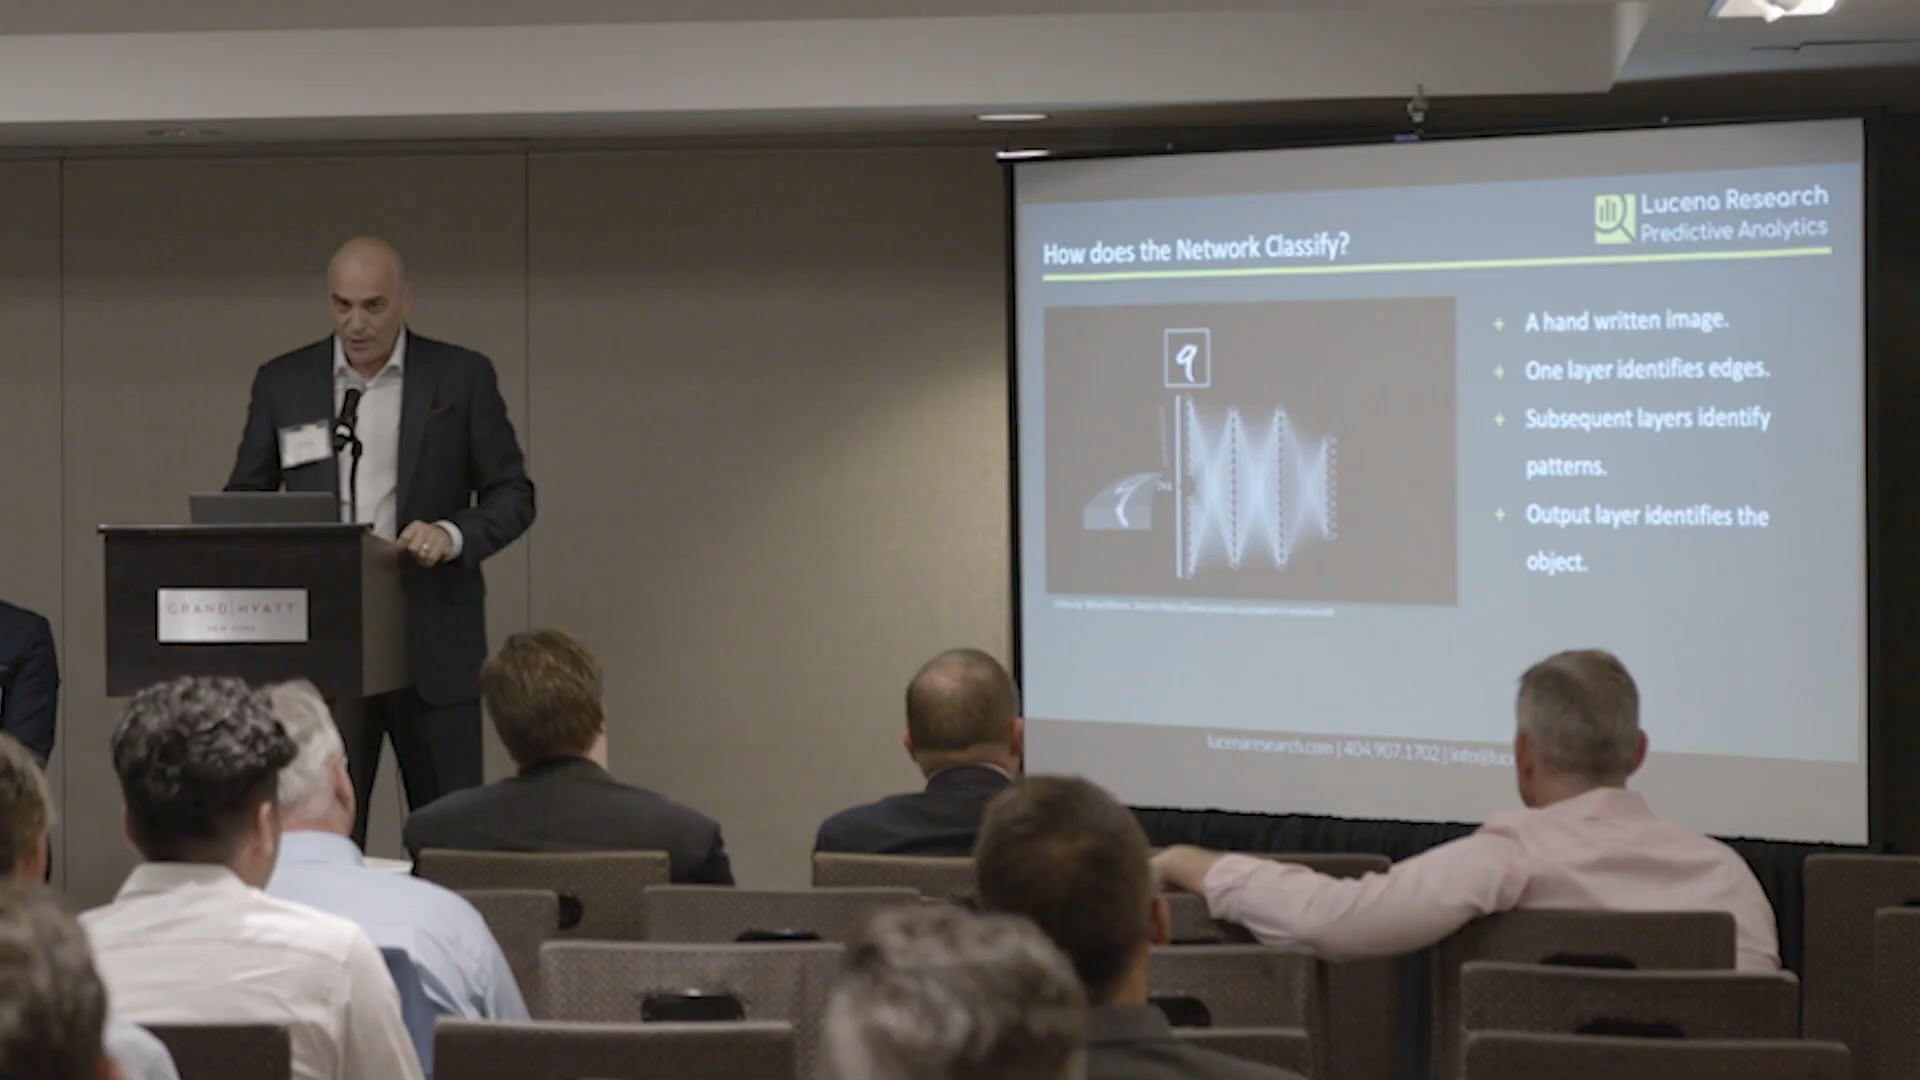 Lucena Research
Predictive Analytics
How does the Network Classify?
9
+ A hand written image.
+ One layer identifies edges.
+ Subsequent layers identify
patterns.
+ Output layer identifies the
object.
lucenaresearch.com | 404.907.1702 | info@luc
GRAND|HYATT
NEW YORK